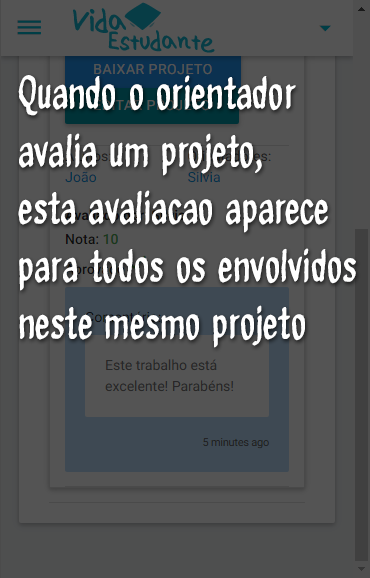 Vida
Estudante
BAIXAR PROJETO
Quando o orientador
avalia um projeto,
João
Silvia
esta avaliacao aparece
Nota: 10
para todos os envolvidos
neste mesmo projeto
Este trabalho está
excelente! Parabéns!
5 minutes ago